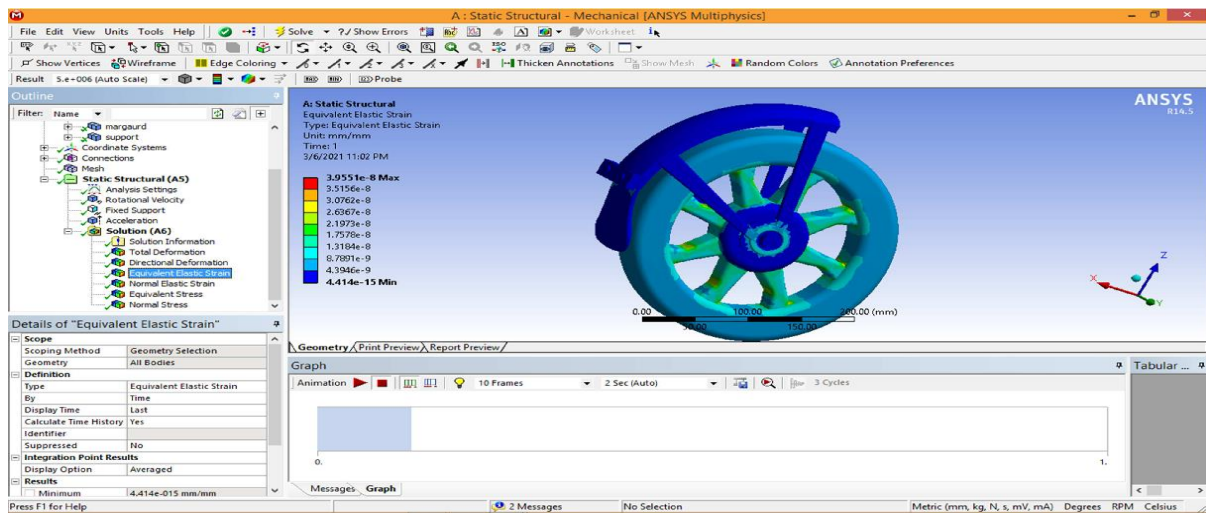 A : Static Structural - Mechanical [ANSYS Multiphysics]
File Edit View Units Tools Help Solve ?/ Show Errors Worksheet
Show Vertices Wireframe Edge Coloring Thicken Annotations Show Mesh Random Colors Annotation Preferences
Result 5.e+006 (Auto Scale) Probe
Outline
Filter: Name
margaurd
support
Coordinate Systems
Connections
Mesh
Static Structural (A5)
Analysis Settings
Rotational Velocity
Fixed Support
Acceleration
Solution (A6)
Solution Information
Total Deformation
Directional Deformation
Equivalent Elastic Strain
Normal Elastic Strain
Equivalent Stress
Normal Stress
Details of "Equivalent Elastic Strain"
Scope
Scoping Method Geometry Selection
Geometry All Bodies
Definition
Type Equivalent Elastic Strain
By Time
Display Time Last
Calculate Time History Yes
Identifier
Suppressed No
Integration Point Results
Display Option Averaged
Results
Minimum 4.414e-015 mm/mm
A: Static Structural
Equivalent Elastic Strain
Type: Equivalent Elastic Strain
Unit: mm/mm
Time: 1
3/6/2021 11:02 PM
3.9551e-8 Max
3.5156e-8
3.0762e-8
2.6367e-8
2.1973e-8
1.7578e-8
1.3184e-8
8.7891e-9
4.3946e-9
4.414e-15 Min
ANSYS
R14.5
Z
X
Y
0.00 100.00 200.00 (mm)
50.00 150.00
Geometry Print Preview Report Preview
Graph
Animation 10 Frames 2 Sec (Auto) 3 Cycles
0. 1.
Messages Graph
Tabular ...
Press F1 for Help 2 Messages No Selection Metric (mm, kg, N, s, mV, mA) Degrees RPM Celsius